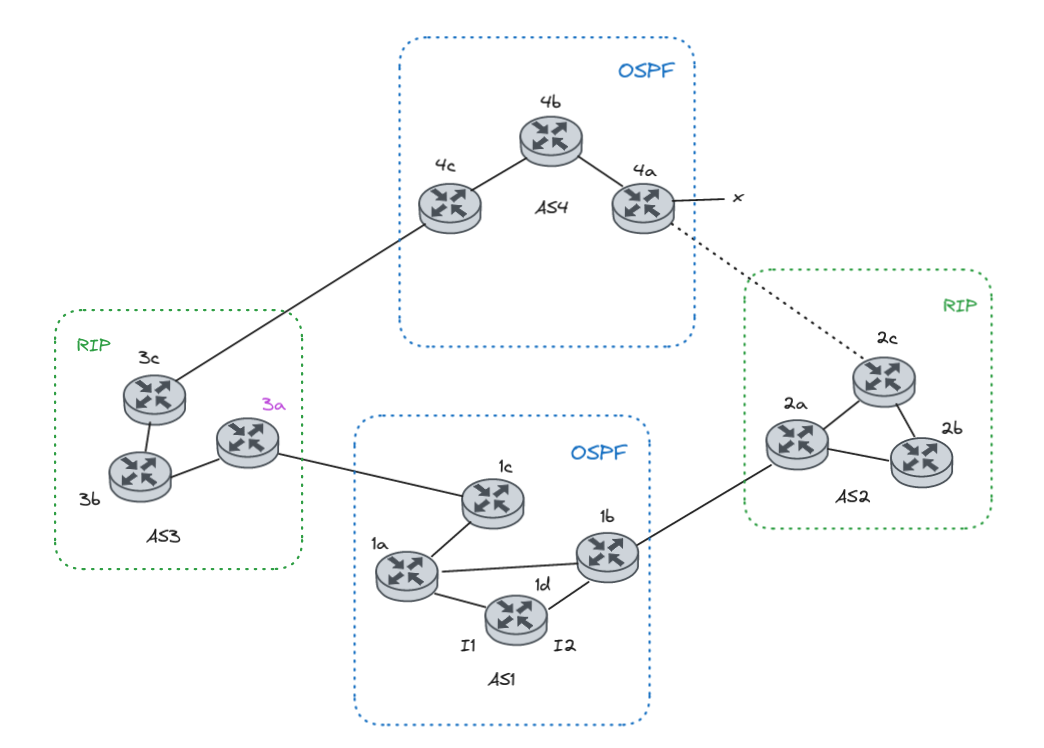 OSPF
4b
4c
4a
x
AS4
RIP
RIP
3c
2c
3a
2a
2b
OSPF
1c
3b
AS2
1b
AS3
1a
1d
I1
I2
AS1